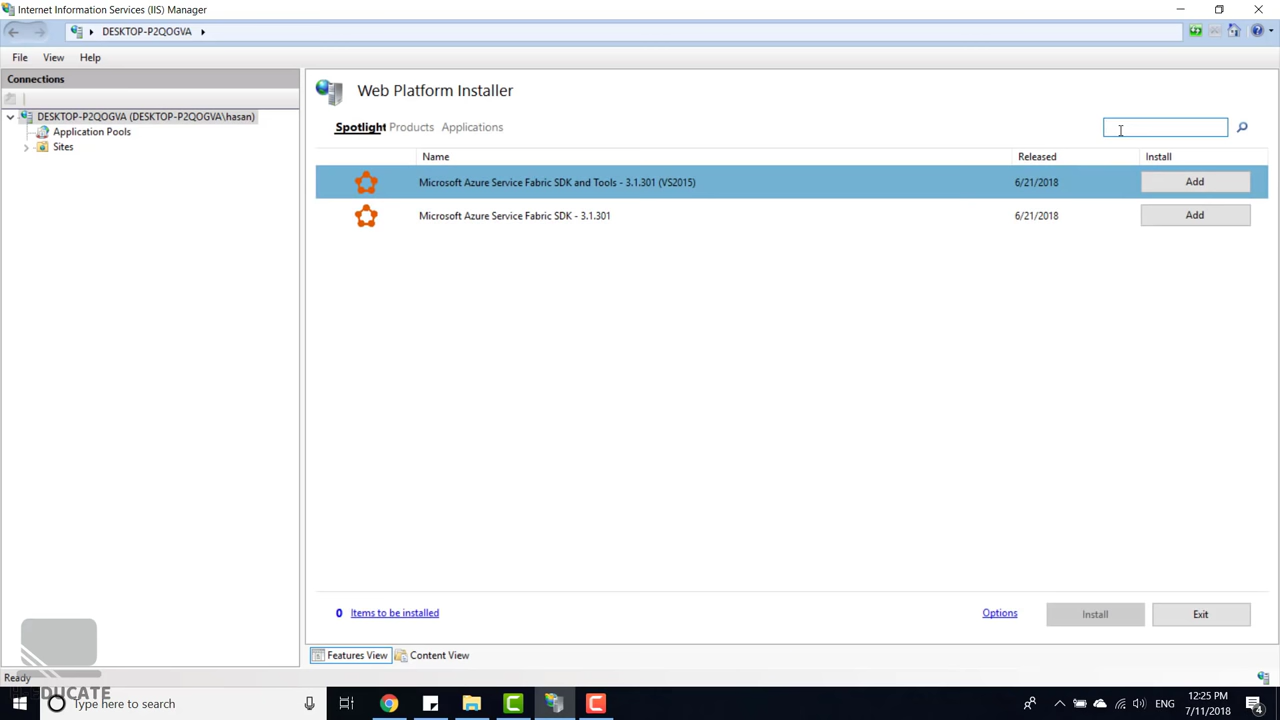 Internet Information Services (IIS) Manager
DESKTOP-P2QOGVA
File View Help
Connections
DESKTOP-P2QOGVA (DESKTOP-P2QOGVA\hasan)
Application Pools
Sites
Web Platform Installer
Spotlight Products Applications
Name Released Install
Microsoft Azure Service Fabric SDK and Tools - 3.1.301 (VS2015) 6/21/2018 Add
Microsoft Azure Service Fabric SDK - 3.1.301 6/21/2018 Add
0 Items to be installed Options Install Exit
Features View Content View
Ready
Type here to search
ENG
12:25 PM
7/11/2018
4